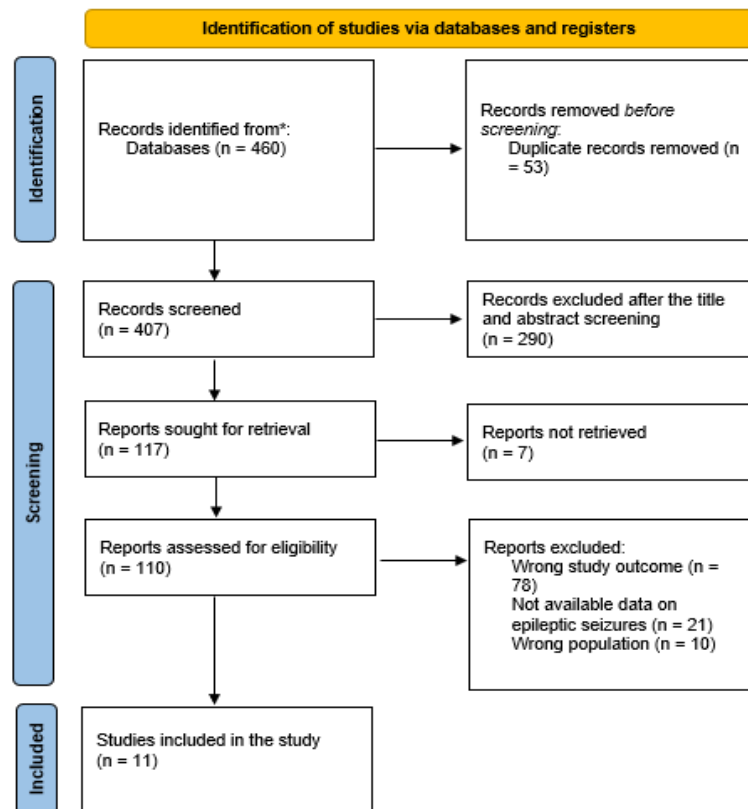 Identification of studies via databases and registers
Identification
Records identified from*:
Databases (n = 460)
Records removed before
screening:
Duplicate records removed (n
= 53)
Screening
Records screened
(n = 407)
Records excluded after the title
and abstract screening
(n = 290)
Reports sought for retrieval
(n = 117)
Reports not retrieved
(n = 7)
Reports assessed for eligibility
(n = 110)
Reports excluded:
Wrong study outcome (n =
78)
Not available data on
epileptic seizures (n = 21)
Wrong population (n = 10)
Included
Studies included in the study
(n = 11)